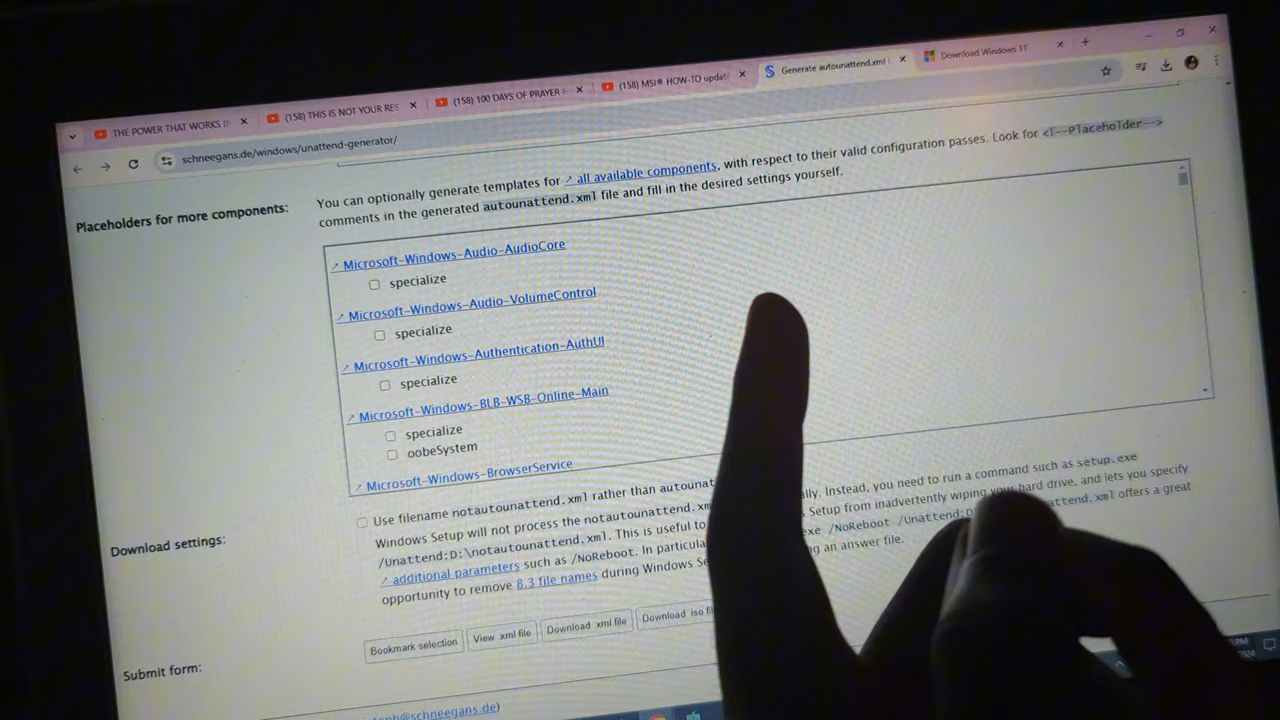 THE POWER THAT WORKS I
(158) THIS IS NOT YOUR RES
(158) 100 DAYS OF PRAYER
(158) MSI® HOW-TO updat
Generate autounattend.xml
Download Windows 11
schneegans.de/windows/unattend-generator/
Placeholders for more components:
You can optionally generate templates for all available components, with respect to their valid configuration passes. Look for <!--Placeholder-->
comments in the generated autounattend.xml file and fill in the desired settings yourself.
Microsoft-Windows-Audio-AudioCore
specialize
Microsoft-Windows-Audio-VolumeControl
specialize
Microsoft-Windows-Authentication-AuthUI
specialize
Microsoft-Windows-BLB-WSB-Online-Main
specialize
oobeSystem
Microsoft-Windows-BrowserService
Download settings:
Use filename notautounattend.xml rather than autounat ally. Instead, you need to run a command such as setup.exe
Windows Setup will not process the notautounattend.xm Setup from inadvertently wiping your hard drive, and lets you specify
/Unattend:D:\notautounattend.xml. This is useful to exe /NoReboot /Unattend:D: attend.xml offers a great
additional parameters such as /NoReboot. In particula ng an answer file.
opportunity to remove 8.3 file names during Windows Se
Submit form:
Bookmark selection
View .xml file
Download .xml file
Download .iso fil
toph@schneegans.de)
PM
2024